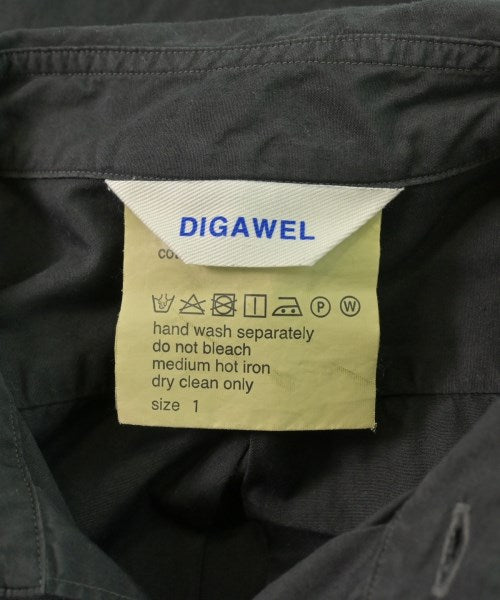 DIGAWEL
P W
hand wash separately
do not bleach
medium hot iron
dry clean only
size 1